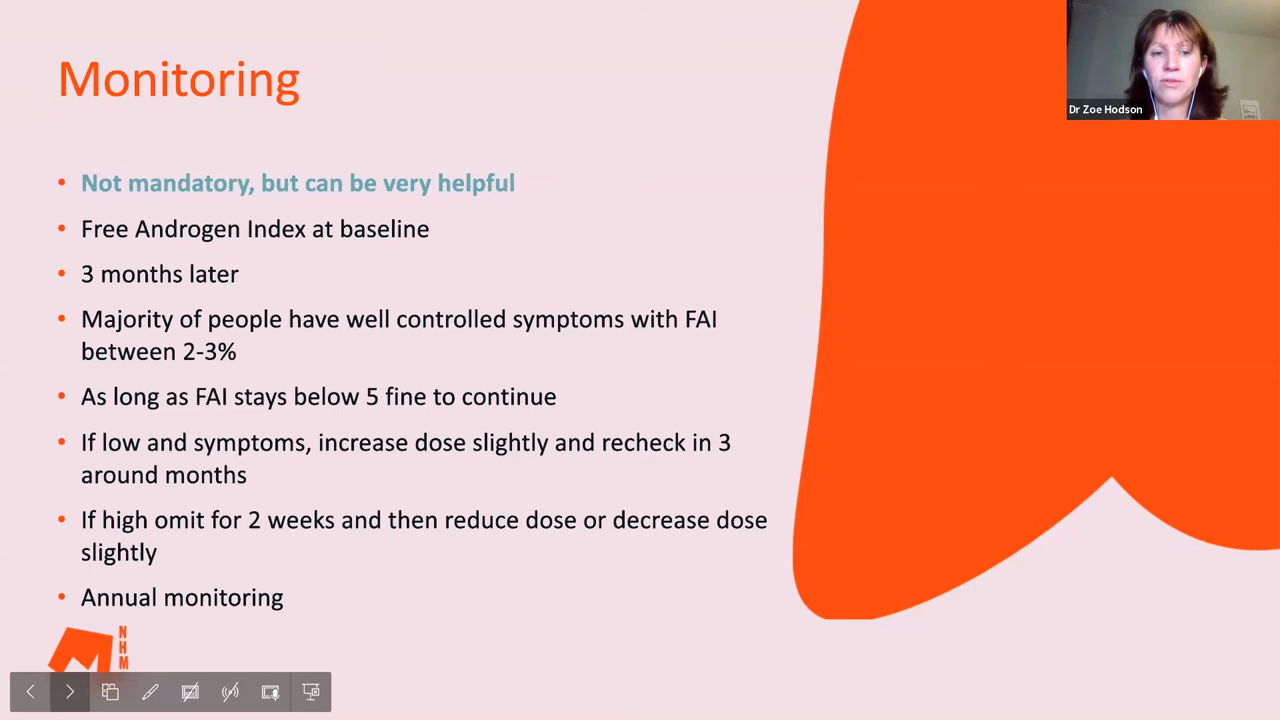 Monitoring
Dr Zoe Hodson
• Not mandatory, but can be very helpful
• Free Androgen Index at baseline
• 3 months later
• Majority of people have well controlled symptoms with FAI
between 2-3%
• As long as FAI stays below 5 fine to continue
• If low and symptoms, increase dose slightly and recheck in 3
around months
• If high omit for 2 weeks and then reduce dose or decrease dose
slightly
• Annual monitoring
NHM